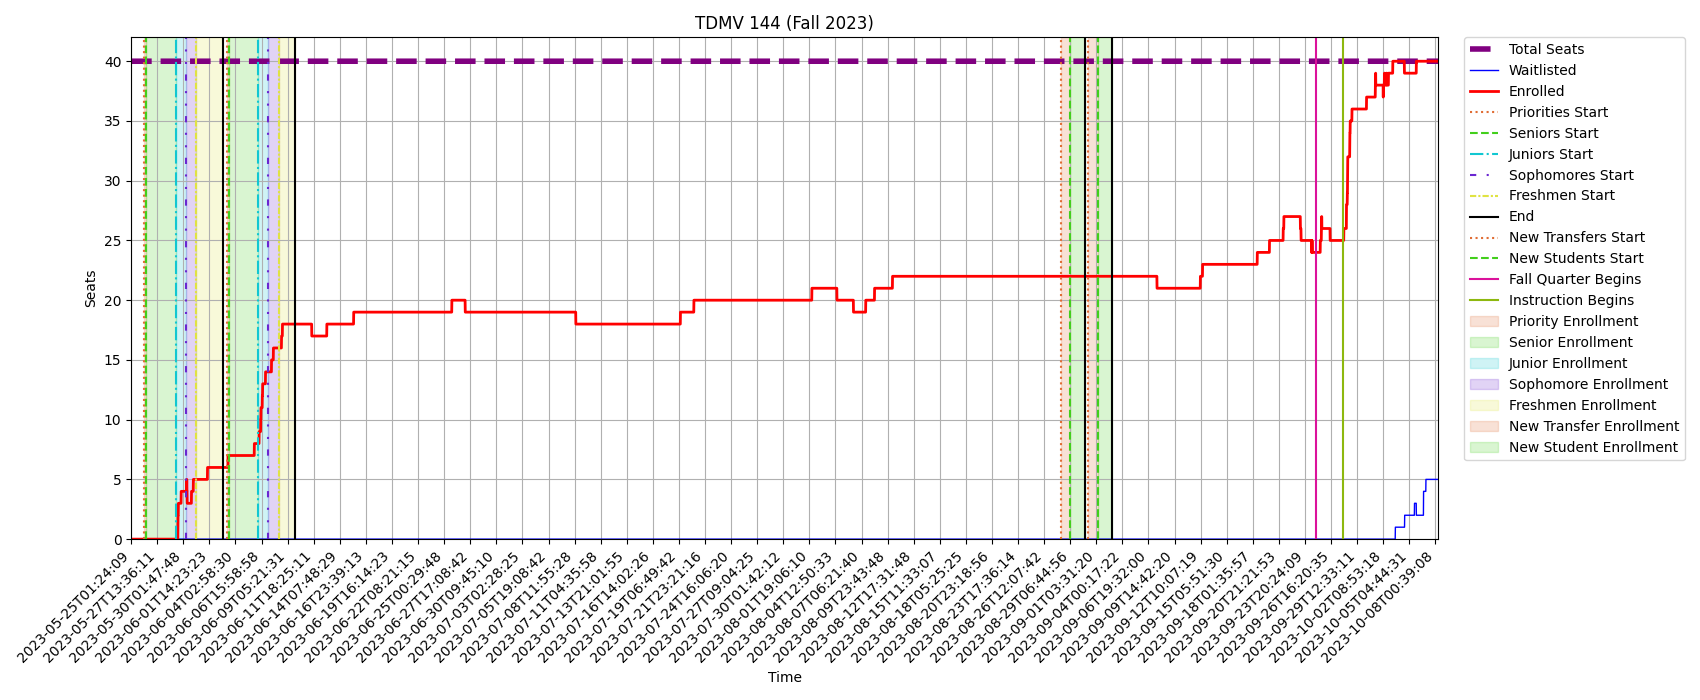 TDMV 144 (Fall 2023)
Seats
40
35
30
25
20
15
10
5
0
2023-05-25T01:24:09
2023-05-27T13:36:11
2023-05-30T01:47:48
2023-06-01T14:23:23
2023-06-04T02:58:30
2023-06-06T15:58:58
2023-06-09T05:21:31
2023-06-11T18:25:11
2023-06-14T07:48:29
2023-06-16T23:39:13
2023-06-19T16:14:23
2023-06-22T08:21:15
2023-06-25T00:29:48
2023-06-27T17:08:42
2023-06-30T09:45:10
2023-07-03T02:28:25
2023-07-05T19:08:42
2023-07-08T11:55:28
2023-07-11T04:35:58
2023-07-13T21:01:55
2023-07-16T14:02:26
2023-07-19T06:49:42
2023-07-21T23:21:16
2023-07-24T16:06:20
2023-07-27T09:04:25
2023-07-30T01:42:12
2023-08-01T19:06:10
2023-08-04T12:50:33
2023-08-07T06:21:40
2023-08-09T23:43:48
2023-08-12T17:31:48
2023-08-15T11:33:07
2023-08-18T05:25:25
2023-08-20T23:18:56
2023-08-23T17:36:14
2023-08-26T12:07:42
2023-08-29T06:44:56
2023-09-01T03:31:20
2023-09-04T00:17:22
2023-09-06T19:32:00
2023-09-09T14:42:20
2023-09-12T10:07:19
2023-09-15T05:51:30
2023-09-18T01:35:57
2023-09-20T21:21:53
2023-09-23T20:24:09
2023-09-26T16:20:35
2023-09-29T12:33:11
2023-10-02T08:53:18
2023-10-05T04:44:31
2023-10-08T00:39:08
Time
Total Seats
Waitlisted
Enrolled
Priorities Start
Seniors Start
Juniors Start
Sophomores Start
Freshmen Start
End
New Transfers Start
New Students Start
Fall Quarter Begins
Instruction Begins
Priority Enrollment
Senior Enrollment
Junior Enrollment
Sophomore Enrollment
Freshmen Enrollment
New Transfer Enrollment
New Student Enrollment